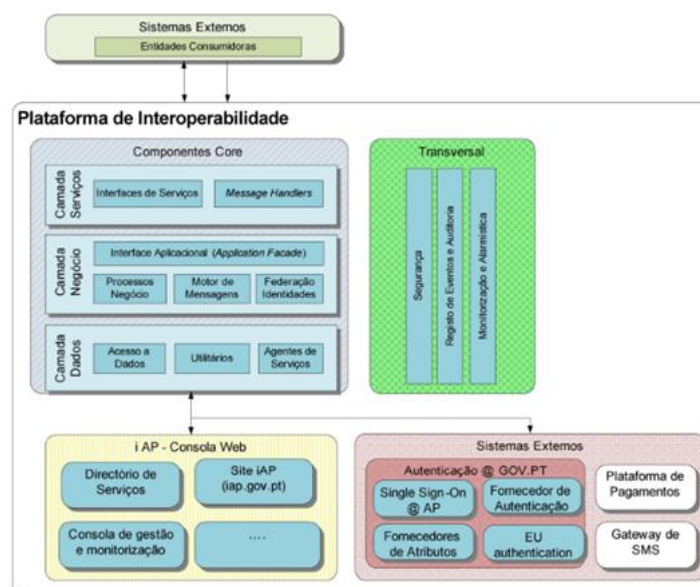 Sistemas Externos
Entidades Consumidoras
Plataforma de Interoperabilidade
Componentes Core
Camada
Serviços
Interfaces de Serviços
Message Handlers
Camada
Negócio
Interface Aplicacional (Application Facade)
Processos
Negócio
Motor de
Mensagens
Federação
Identidades
Camada
Dados
Acesso a
Dados
Utilitários
Agentes de
Serviços
Transversal
Segurança
Registo de Eventos e Auditoria
Monitorização e Alarmística
i AP - Consola Web
Directório de
Serviços
Site iAP
(iap.gov.pt)
Consola de gestão
e monitorização
....
Sistemas Externos
Autenticação @ GOV.PT
Single Sign-On
@ AP
Fornecedor de
Autenticação
Fornecedores
de Atributos
EU
authentication
Plataforma de
Pagamentos
Gateway de
SMS